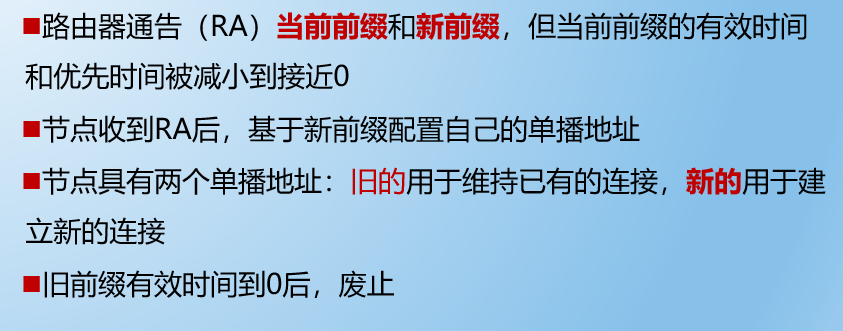 ■路由器通告（RA）当前前缀和新前缀，但当前前缀的有效时间
和优先时间被减小到接近0
■节点收到RA后，基于新前缀配置自己的单播地址
■节点具有两个单播地址：旧的用于维持已有的连接，新的用于建
立新的连接
■旧前缀有效时间到0后，废止